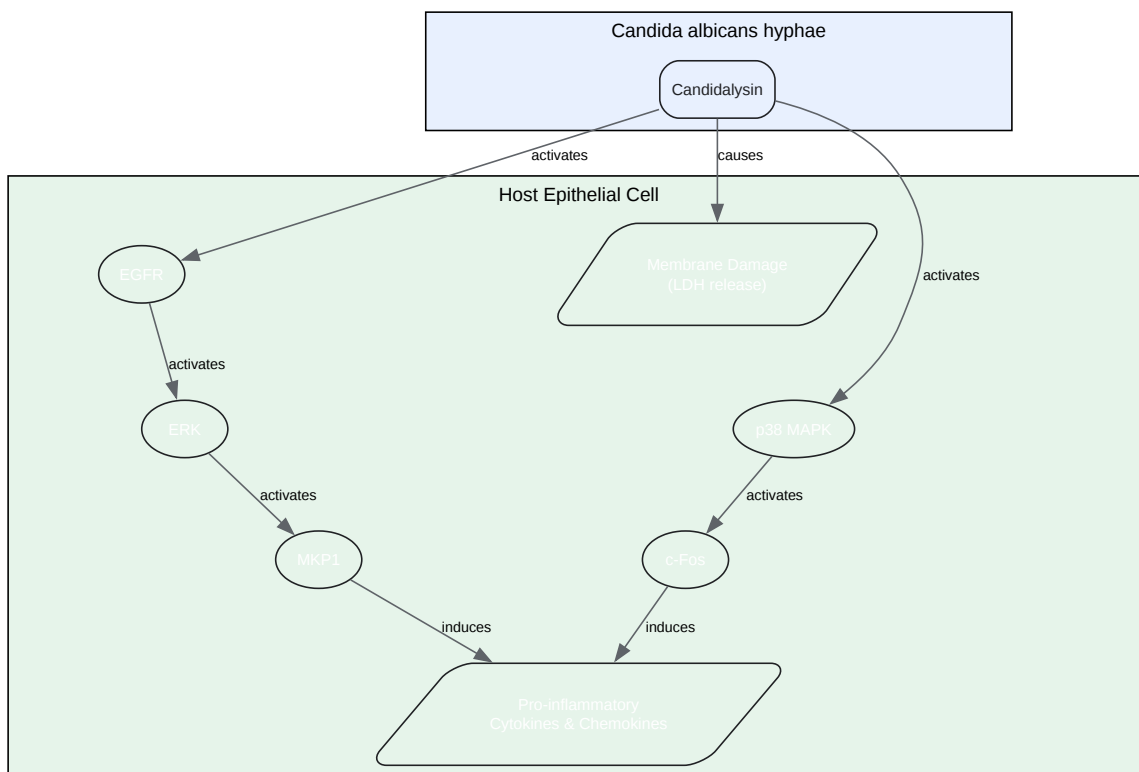 Candida albicans hyphae
Candidalysin
activates
causes
Host Epithelial Cell
EGFR
Membrane Damage
(LDH release)
activates
activates
ERK
p38 MAPK
activates
activates
MKP1
c-Fos
induces
induces
Pro-inflammatory
Cytokines & Chemokines